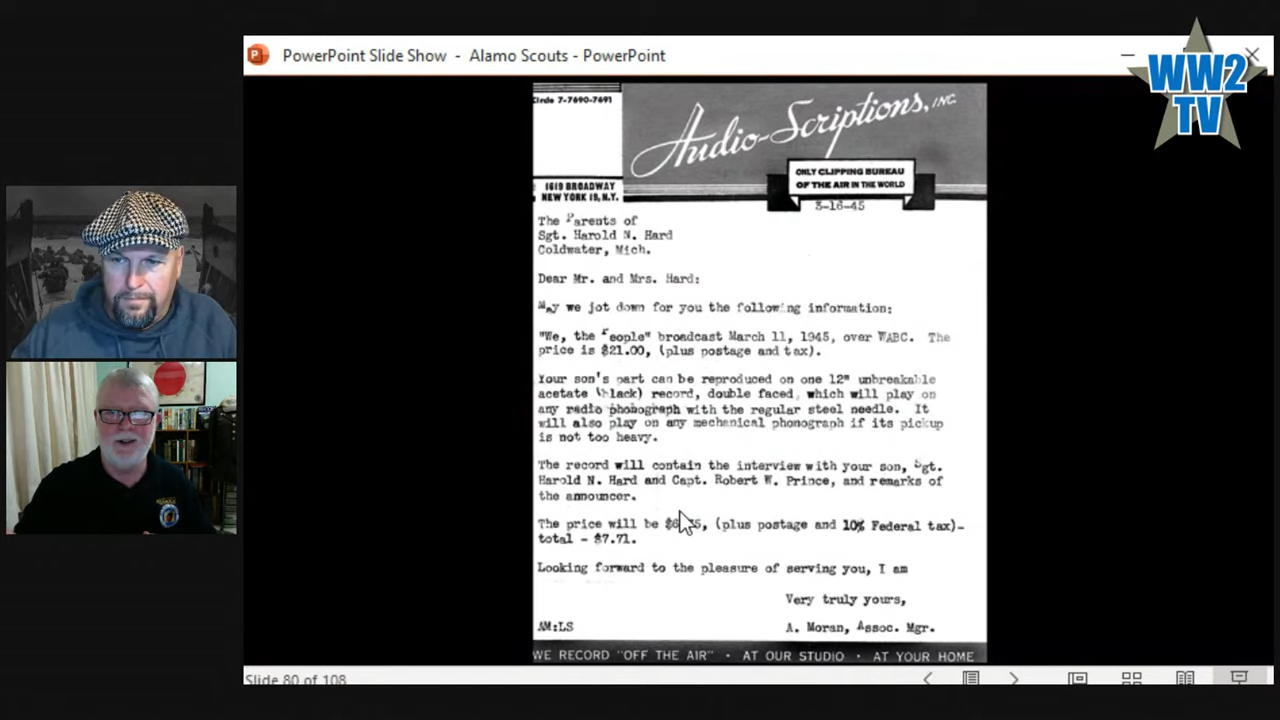 PowerPoint Slide Show - Alamo Scouts - PowerPoint
WW2
TV
Circle 7-7690-7691
Audio-Scriptions, INC.
ONLY CLIPPING BUREAU
OF THE AIR IN THE WORLD
1619 BROADWAY
NEW YORK 19, N.Y.
3-16-45
The Parents of
Sgt. Harold N. Hard
Coldwater, Mich.
Dear Mr. and Mrs. Hard:
May we jot down for you the following information:
"We, the People" broadcast March 11, 1945, over WABC. The
price is $21.00, (plus postage and tax).
Your son's part can be reproduced on one 12" unbreakable
acetate (black) record, double faced, which will play on
any radio phonograph with the regular steel needle. It
will also play on any mechanical phonograph if its pickup
is not too heavy.
The record will contain the interview with your son, Sgt.
Harold N. Hard and Capt. Robert W. Prince, and remarks of
the announcer.
The price will be (plus postage and 10% Federal tax)-
total - $7.71.
Looking forward to the pleasure of serving you, I am
Very truly yours,
AM:LS
A. Moran, Assoc. Mgr.
WE RECORD "OFF THE AIR" · AT OUR STUDIO · AT YOUR HOME
Slide 80 of 108